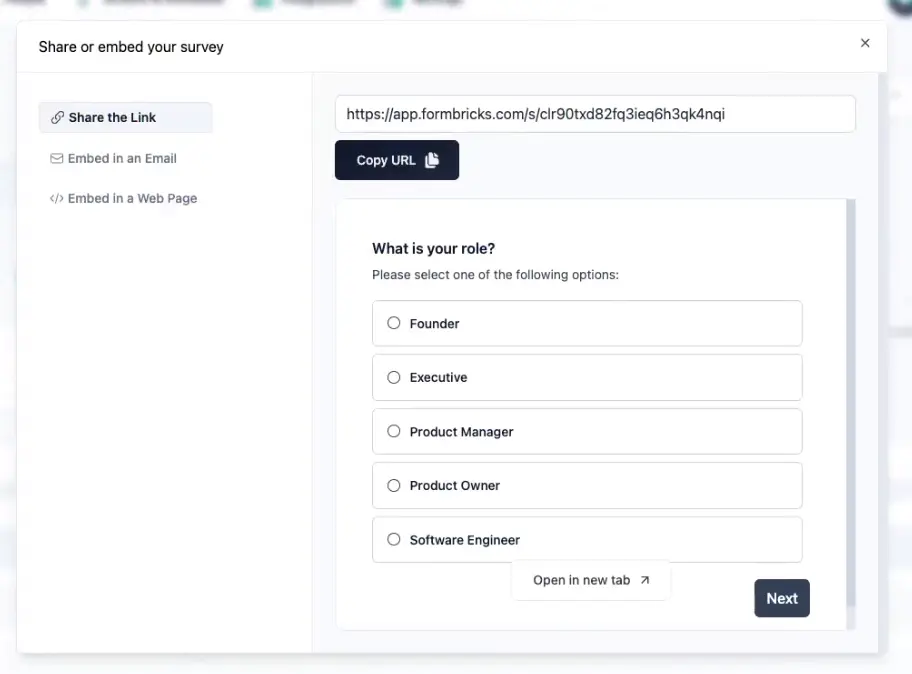 Share or embed your survey
Share the Link
Embed in an Email
Embed in a Web Page
https://app.formbricks.com/s/clr90txd82fq3ieq6h3qk4nqi
Copy URL
What is your role?
Please select one of the following options:
Founder
Executive
Product Manager
Product Owner
Software Engineer
Open in new tab
Next